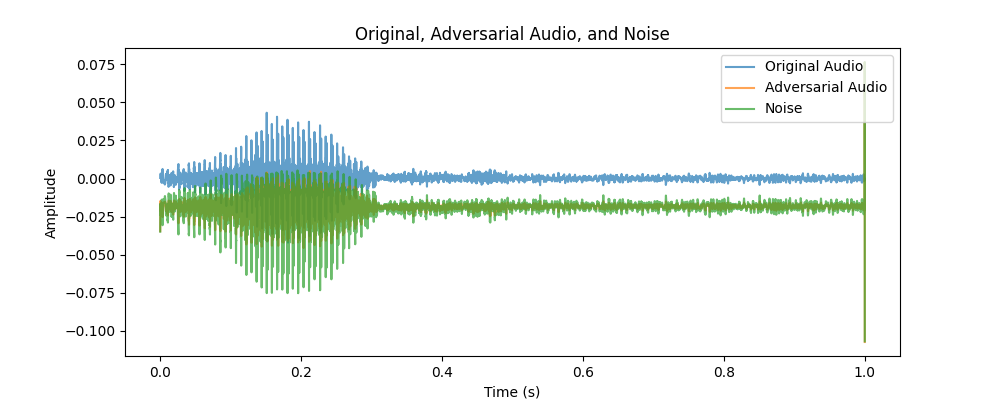 Original, Adversarial Audio, and Noise
Original Audio
Adversarial Audio
Noise
0.075
0.050
0.025
0.000
−0.025
−0.050
−0.075
−0.100
Amplitude
0.0 0.2 0.4 0.6 0.8 1.0
Time (s)